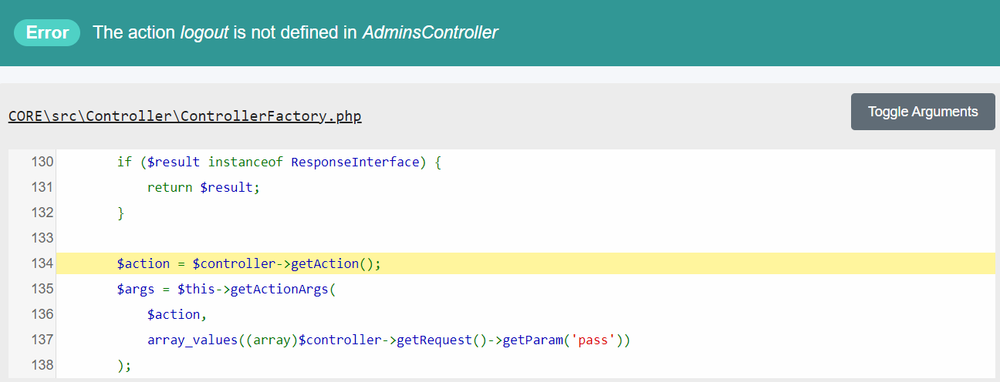 Error The action logout is not defined in AdminsController
CORE\src\Controller\ControllerFactory.php
Toggle Arguments
130 if ($result instanceof ResponseInterface) {
131 return $result;
132 }
133
134 $action = $controller->getAction();
135 $args = $this->getActionArgs(
136 $action,
137 array_values((array)$controller->getRequest()->getParam('pass'))
138 );